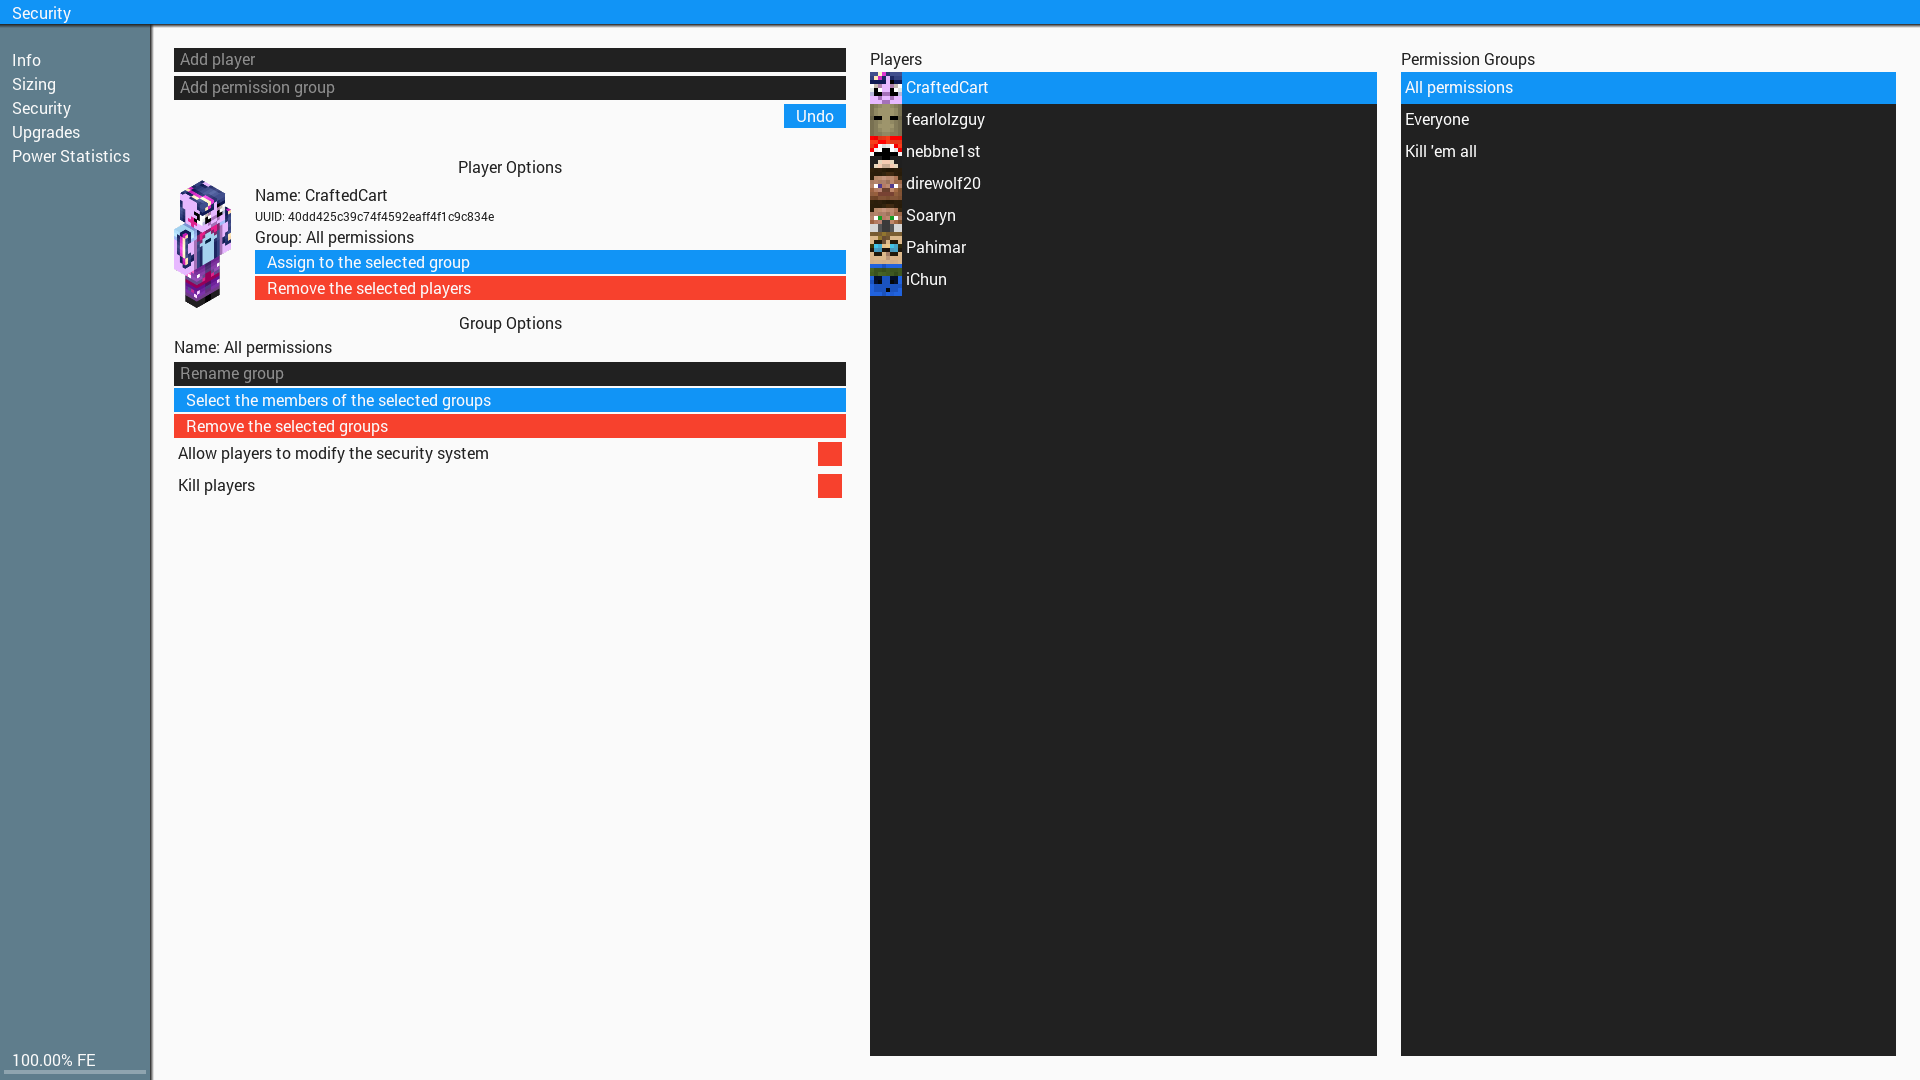 Security
Info
Sizing
Security
Upgrades
Power Statistics
100.00% FE
Add player
Add permission group
Undo
Player Options
Name: CraftedCart
UUID: 40dd425c39c74f4592eaff4f1c9c834e
Group: All permissions
Assign to the selected group
Remove the selected players
Group Options
Name: All permissions
Rename group
Select the members of the selected groups
Remove the selected groups
Allow players to modify the security system
Kill players
Players
CraftedCart
fearlolzguy
nebbne1st
direwolf20
Soaryn
Pahimar
iChun
Permission Groups
All permissions
Everyone
Kill 'em all